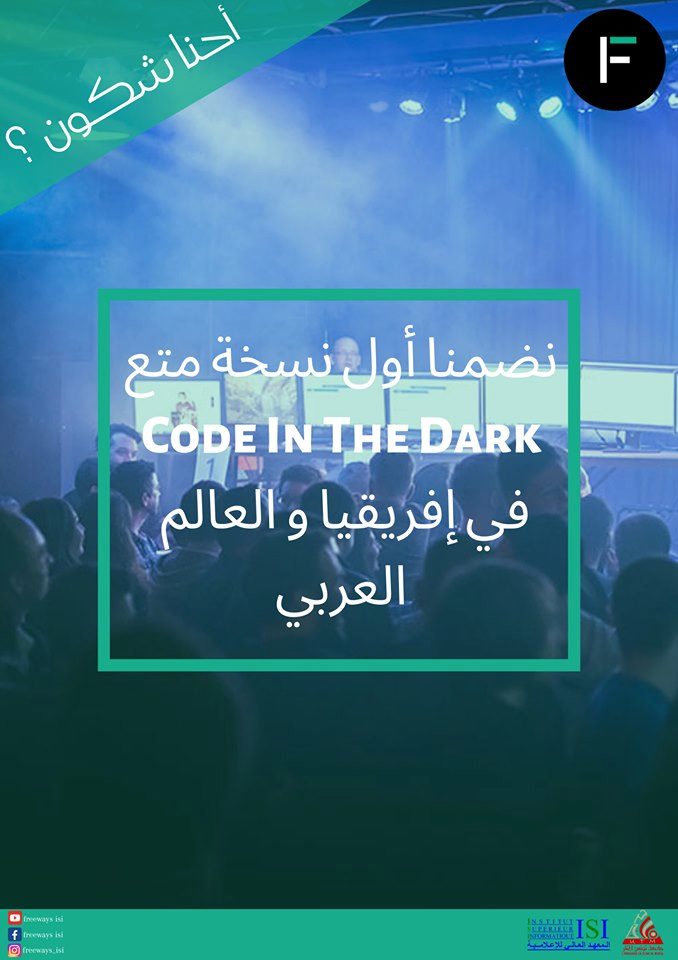 أحنا شكون ؟
F
نضمنا أول نسخة متع
CODE IN THE DARK
في إفريقيا و العالم
العربي
freeways isi
freeways isi
freeways_isi
INSTITUT
SUPERIEUR
INFORMATIQUE
ISI
المعهد العالي للإعلامية